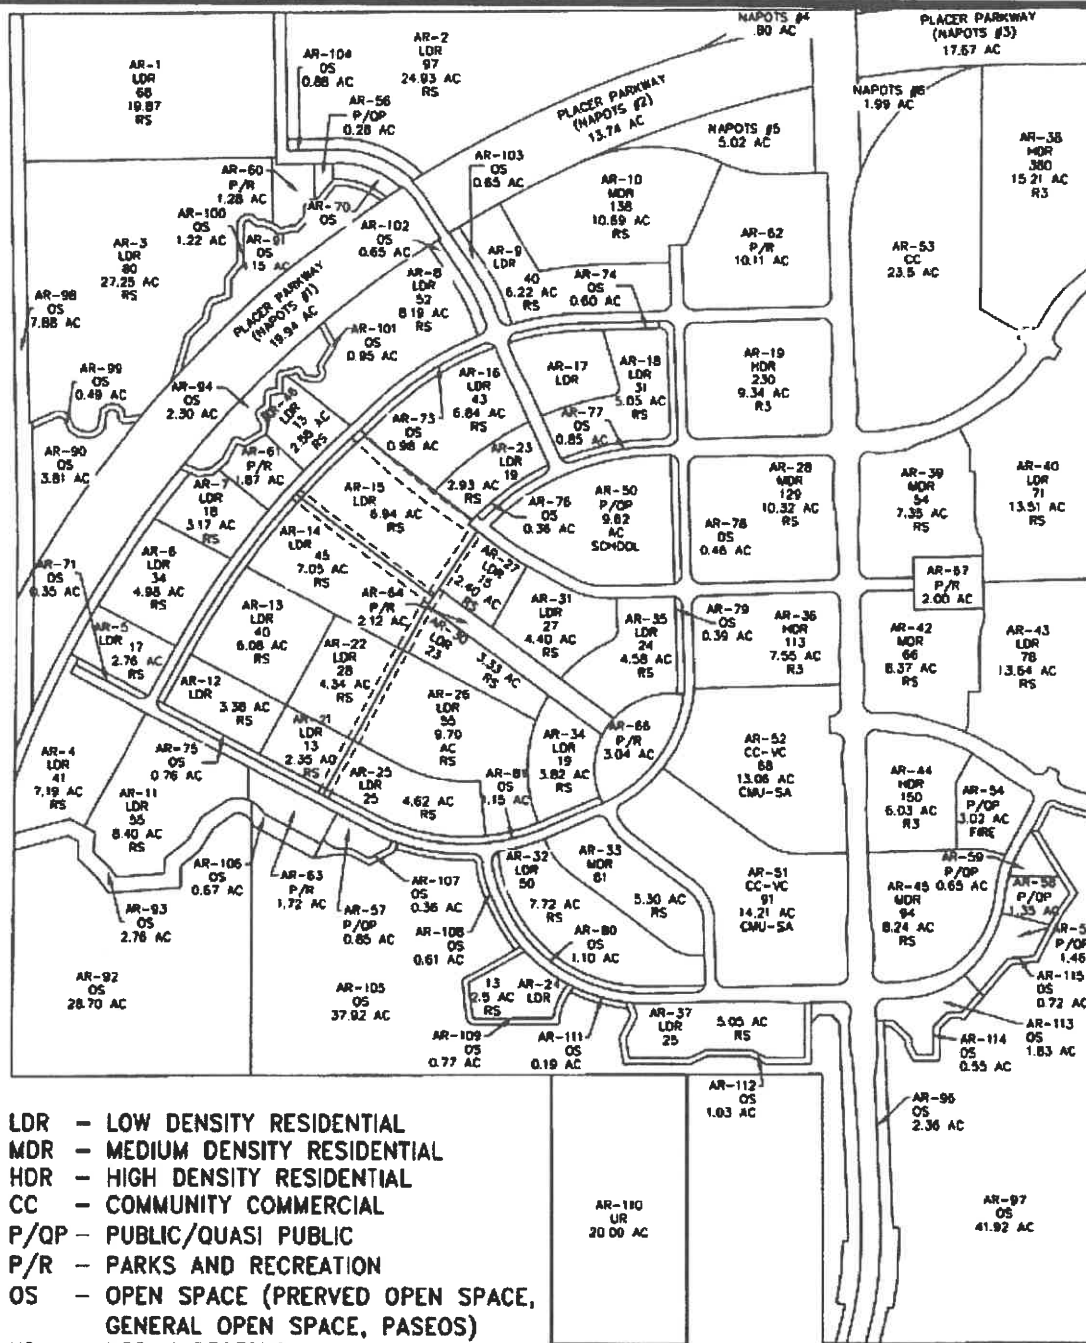 NAPOTS #4
.80 AC
PLACER PARKWAY
(NAPOTS #3)
17.67 AC
AR-1
LDR
68
19.87
RS
AR-104
OS
0.88 AC
AR-2
LDR
97
24.93 AC
RS
AR-56
P/QP
0.28 AC
PLACER PARKWAY
(NAPOTS #2)
13.74 AC
NAPOTS #6
1.99 AC
NAPOTS #5
5.02 AC
AR-38
MDR
380
15.21 AC
R3
AR-60
P/R
1.28 AC
AR-103
OS
0.65 AC
AR-10
MDR
138
10.69 AC
RS
AR-70
OS
AR-100
OS
1.22 AC
AR-91
OS
.15 AC
AR-102
OS
0.65 AC
AR-62
P/R
10.11 AC
AR-53
CC
23.5 AC
AR-3
LDR
80
27.25 AC
RS
AR-9
LDR
40
6.22 AC
RS
AR-74
OS
0.60 AC
AR-8
LDR
52
8.19 AC
RS
AR-98
OS
7.88 AC
PLACER PARKWAY
(NAPOTS #1)
19.94 AC
AR-101
OS
0.95 AC
AR-99
OS
0.49 AC
AR-94
OS
2.30 AC
LDR
13
2.56 AC
RS
AR-16
LDR
43
6.84 AC
RS
AR-17
LDR
AR-18
LDR
31
5.05 AC
RS
AR-19
HDR
230
9.34 AC
R3
AR-73
OS
0.98 AC
AR-77
OS
0.85 AC
AR-23
LDR
19
2.93 AC
RS
AR-90
OS
3.81 AC
AR-61
P/R
1.87 AC
AR-7
LDR
18
3.17 AC
RS
AR-15
LDR
6.94 AC
RS
AR-76
OS
0.36 AC
AR-50
P/QP
9.62
AC
SCHOOL
AR-78
OS
0.46 AC
AR-28
MDR
129
10.32 AC
RS
AR-39
MDR
54
7.35 AC
RS
AR-40
LDR
71
13.51 AC
RS
AR-14
LDR
45
7.05 AC
RS
AR-6
LDR
34
4.98 AC
RS
AR-71
OS
0.35 AC
AR-64
P/R
2.12 AC
AR-27
LDR
15
2.60 AC
RS
AR-67
P/R
2.00 AC
AR-13
LDR
40
6.08 AC
RS
AR-30
LDR
23
3.33 AC
RS
AR-31
LDR
27
4.40 AC
RS
AR-35
LDR
24
4.58 AC
RS
AR-79
OS
0.39 AC
AR-36
HDR
113
7.55 AC
R3
AR-42
MDR
66
8.37 AC
RS
AR-43
LDR
78
13.64 AC
RS
AR-5
LDR
17
2.76 AC
RS
AR-22
LDR
28
4.34 AC
RS
AR-12
LDR
3.38 AC
RS
AR-26
LDR
55
9.70
AC
RS
AR-21
LDR
13
2.35 AC
RS
AR-66
P/R
3.04 AC
AR-34
LDR
19
3.82 AC
RS
AR-52
CC-VC
68
13.06 AC
CMU-SA
AR-4
LDR
41
7.19 AC
RS
AR-75
OS
0.76 AC
AR-25
LDR
25
4.62 AC
RS
AR-81
OS
1.15 AC
AR-44
HDR
150
6.03 AC
R3
AR-54
P/QP
3.02 AC
FIRE
AR-11
LDR
55
8.40 AC
RS
AR-106
OS
0.67 AC
AR-63
P/R
1.72 AC
AR-57
P/QP
0.85 AC
AR-107
OS
0.36 AC
AR-32
LDR
50
7.72 AC
RS
AR-33
MDR
61
5.30 AC
RS
AR-51
CC-VC
91
14.21 AC
CMU-SA
AR-59
P/QP
0.65 AC
AR-45
MDR
94
8.24 AC
RS
AR-58
P/QP
1.35 AC
P/QP
1.46
AR-93
OS
2.76 AC
AR-108
OS
0.61 AC
AR-80
OS
1.10 AC
AR-92
OS
28.70 AC
AR-105
OS
37.92 AC
13
2.5 AC
RS
AR-24
LDR
AR-109
OS
0.77 AC
AR-111
OS
0.19 AC
AR-37
LDR
25
5.05 AC
RS
AR-115
OS
0.72 AC
AR-113
OS
1.83 AC
AR-114
OS
0.55 AC
AR-112
OS
1.03 AC
AR-96
OS
2.36 AC
AR-110
UR
20.00 AC
AR-97
OS
41.92 AC
LDR – LOW DENSITY RESIDENTIAL
MDR – MEDIUM DENSITY RESIDENTIAL
HDR – HIGH DENSITY RESIDENTIAL
CC – COMMUNITY COMMERCIAL
P/QP – PUBLIC/QUASI PUBLIC
P/R – PARKS AND RECREATION
OS – OPEN SPACE (PRERVED OPEN SPACE,
GENERAL OPEN SPACE, PASEOS)